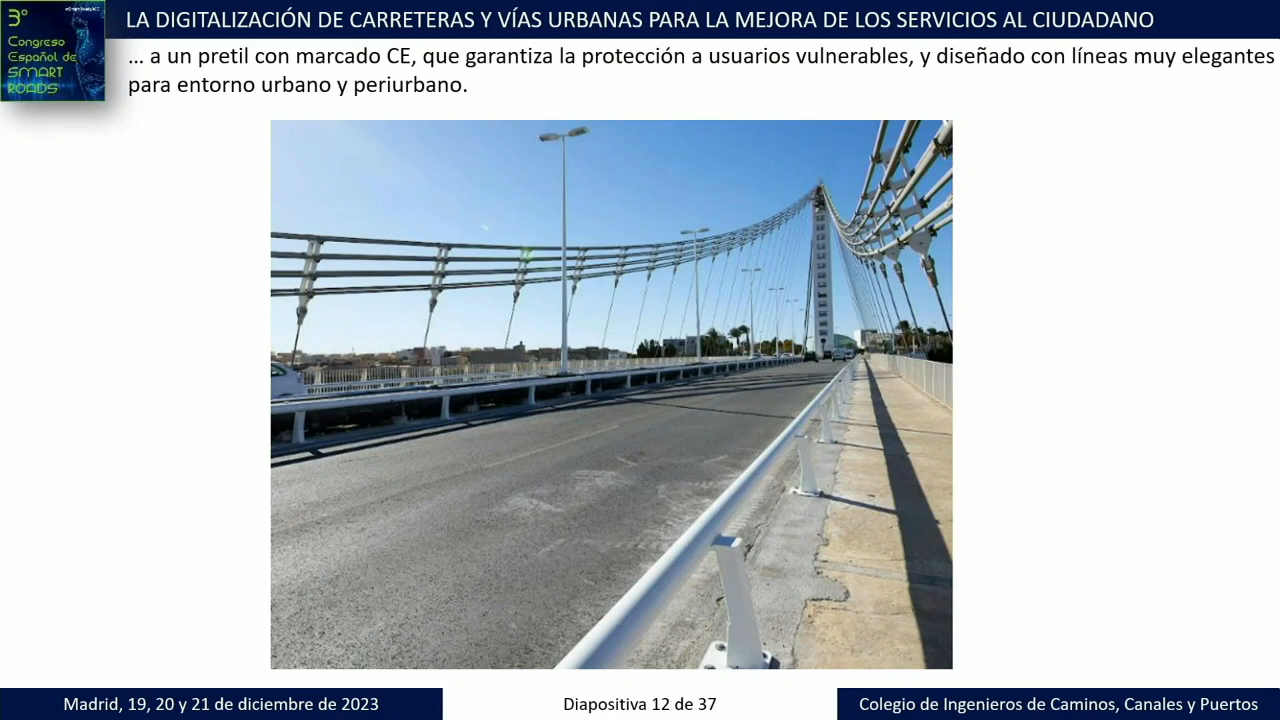 3º
Congreso
Español de
SMART
ROADS
LA DIGITALIZACIÓN DE CARRETERAS Y VÍAS URBANAS PARA LA MEJORA DE LOS SERVICIOS AL CIUDADANO
... a un pretil con marcado CE, que garantiza la protección a usuarios vulnerables, y diseñado con líneas muy elegantes
para entorno urbano y periurbano.
Madrid, 19, 20 y 21 de diciembre de 2023
Diapositiva 12 de 37
Colegio de Ingenieros de Caminos, Canales y Puertos